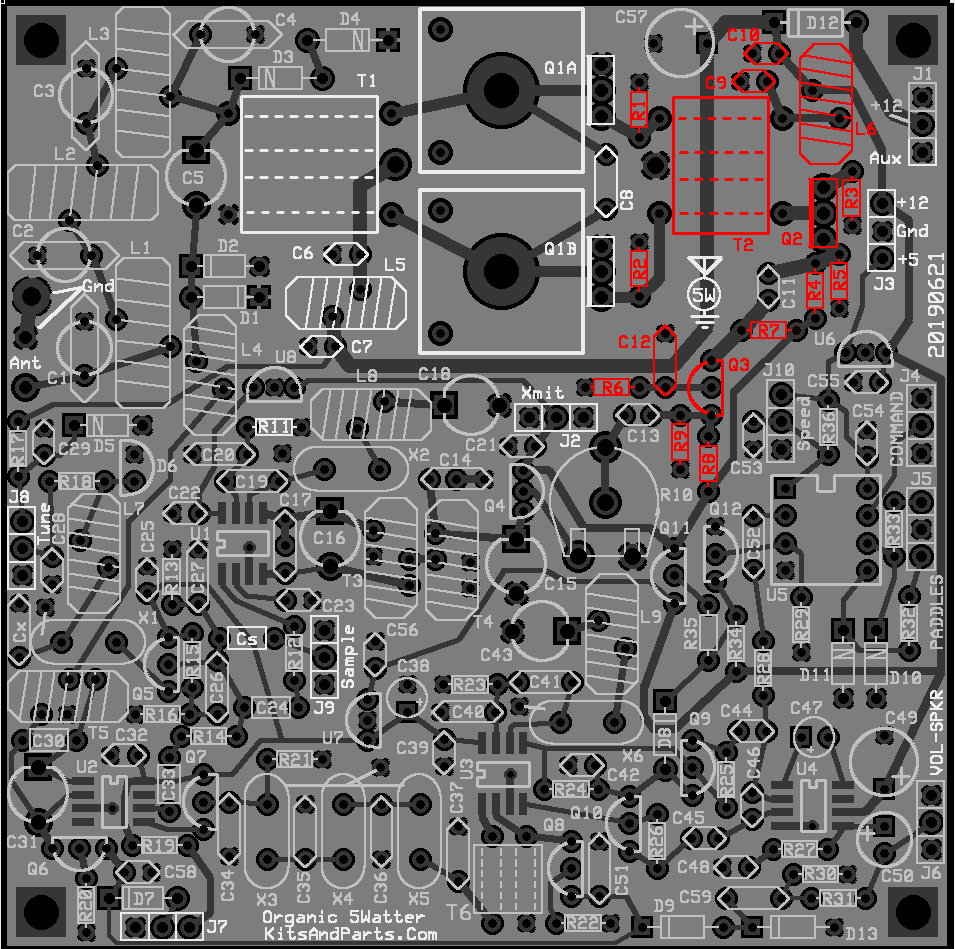 C4 D4 C57 D12
L3 D3 C10
T1 Q1A C9 J1
C3 R1 +12
L6
L2 Aux
C5 C8 R3 +12
C2 D2 Q1B T2 Q2 Gnd
L1 C6 R2 +5
Gnd L5 5W C11 R4 R5 J3
D1 R7 20190621
Ant L4 C7 C12 U6
C1 U8 Q3
L8 C18 R6 J10 C55 J4
Xmit
R17 C29 D5 R11 J2 C13 R9 Speed R36 C54 COMMAND
D6 C20 X2 C21 R8 C53
R18 C19 C14 R10 J5
J8 L7 C22 C17 Q4 Q11 Q12
Tune C28 C25 U1 C16 C52 R33
R13 C27 T3 C15 U5
Cx X1 C23 T4 L9 R35 R34 R29 R32 PADDLES
Cs R12 Sample C56 C43
R15 R28 D11 D10
Q5 C26 C38 R23 C41
R16 C24 J9 C40
T5 U7 C39 D8 Q9 C44 C47 C49 VOL-SPKR
C30 C32 R14 X6
U2 Q7 R21 U3 C42 R25 C46 U4
C33 C37 R24
Q10 C45
C31 R19 Q8 R26 R27 C50
Q6 C58 C34 C35 C36 C51 C48 J6
X3 X4 X5 R30
R20 D7 T6 C59 R31
J7 Organic 5Watter R22 D9 D13
KitsAndParts.Com